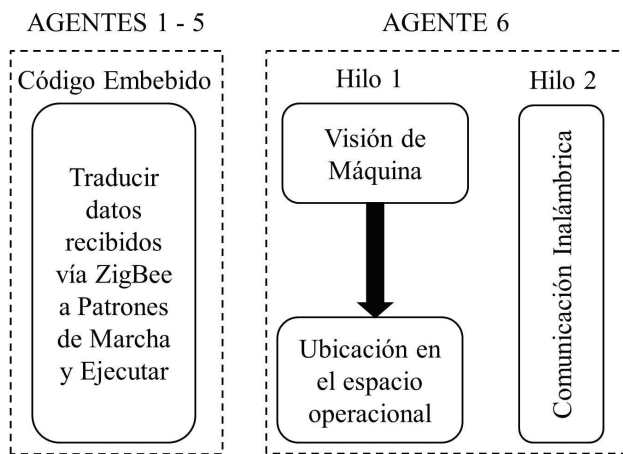 AGENTES 1 - 5
Código Embebido
Traducir
datos
recibidos
vía ZigBee
a Patrones
de Marcha
y Ejecutar
AGENTE 6
Hilo 1
Visión de
Máquina
Ubicación en
el espacio
operacional
Hilo 2
Comunicación Inalámbrica